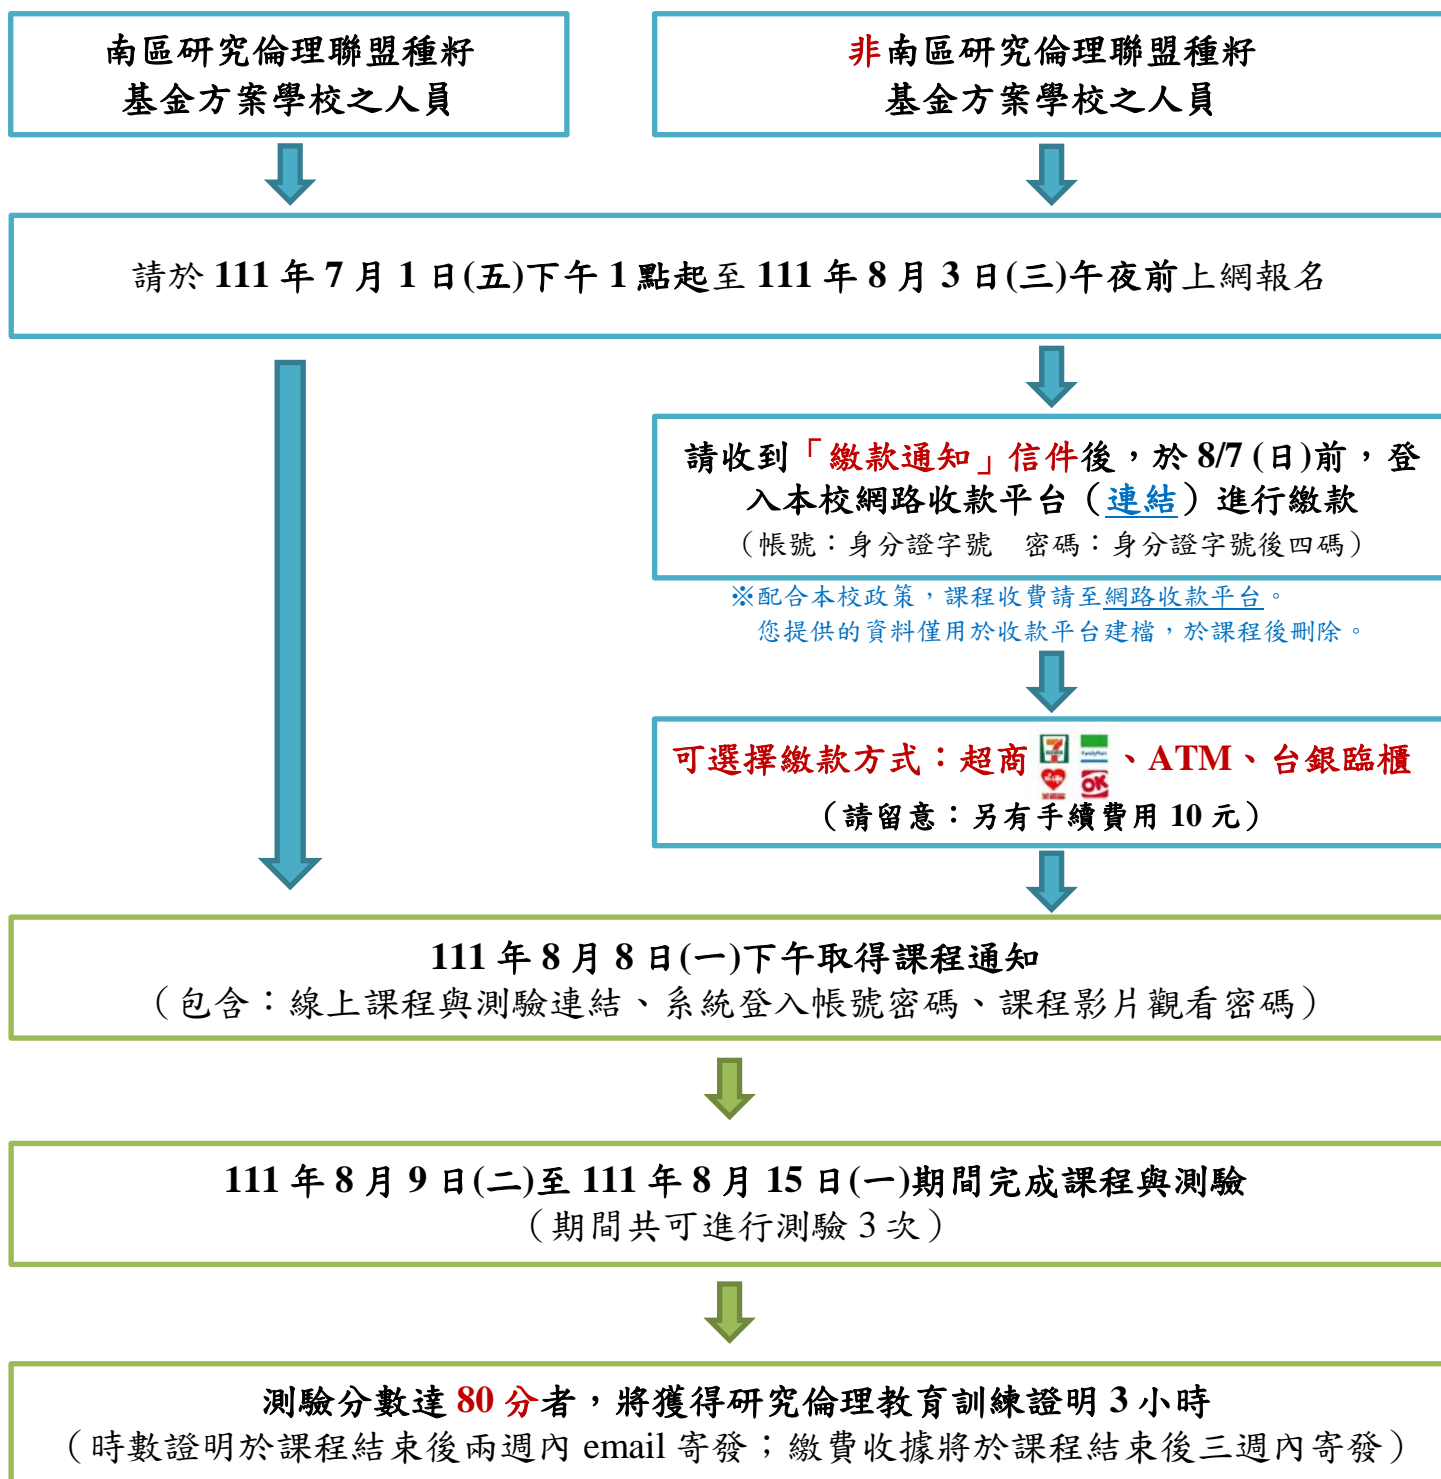 南區研究倫理聯盟種籽
基金方案學校之人員
非南區研究倫理聯盟種籽
基金方案學校之人員
請於 111 年 7 月 1 日(五)下午 1 點起至 111 年 8 月 3 日(三)午夜前上網報名
請收到「繳款通知」信件後，於 8/7 (日)前，登
入本校網路收款平台（連結）進行繳款
（帳號：身分證字號　密碼：身分證字號後四碼）
※配合本校政策，課程收費請至網路收款平台。
您提供的資料僅用於收款平台建檔，於課程後刪除。
可選擇繳款方式：超商 7 ELEVEN FamilyMart OK 、ATM、台銀臨櫃
（請留意：另有手續費用 10 元）
111 年 8 月 8 日(一)下午取得課程通知
（包含：線上課程與測驗連結、系統登入帳號密碼、課程影片觀看密碼）
111 年 8 月 9 日(二)至 111 年 8 月 15 日(一)期間完成課程與測驗
（期間共可進行測驗 3 次）
測驗分數達 80 分者，將獲得研究倫理教育訓練證明 3 小時
（時數證明於課程結束後兩週內 email 寄發；繳費收據將於課程結束後三週內寄發）